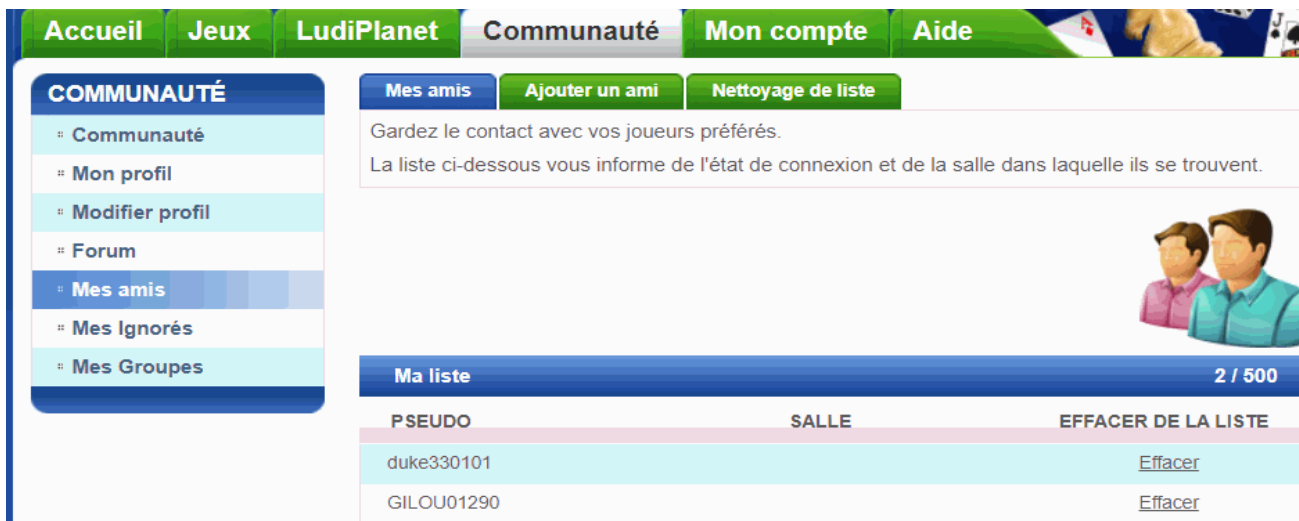 Accueil Jeux LudiPlanet Communauté Mon compte Aide
COMMUNAUTÉ
Communauté
Mon profil
Modifier profil
Forum
Mes amis
Mes Ignorés
Mes Groupes
Mes amis Ajouter un ami Nettoyage de liste
Gardez le contact avec vos joueurs préférés.
La liste ci-dessous vous informe de l'état de connexion et de la salle dans laquelle ils se trouvent.
Ma liste 2 / 500
PSEUDO SALLE EFFACER DE LA LISTE
duke330101 Effacer
GILOU01290 Effacer